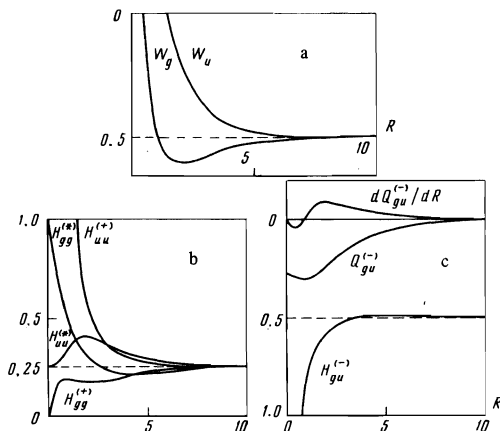 0
W_g W_u a
0.5
R
5 10
1.0
H_gg^(*) H_uu^(+)
b
0.5
H_uu^(*)
0,25
H_gg^(+)
0 5 10
dQ_gu^(-)/dR
0
Q_gu^(-) c
0,5
H_gu^(-)
1.0
0 5 10 R